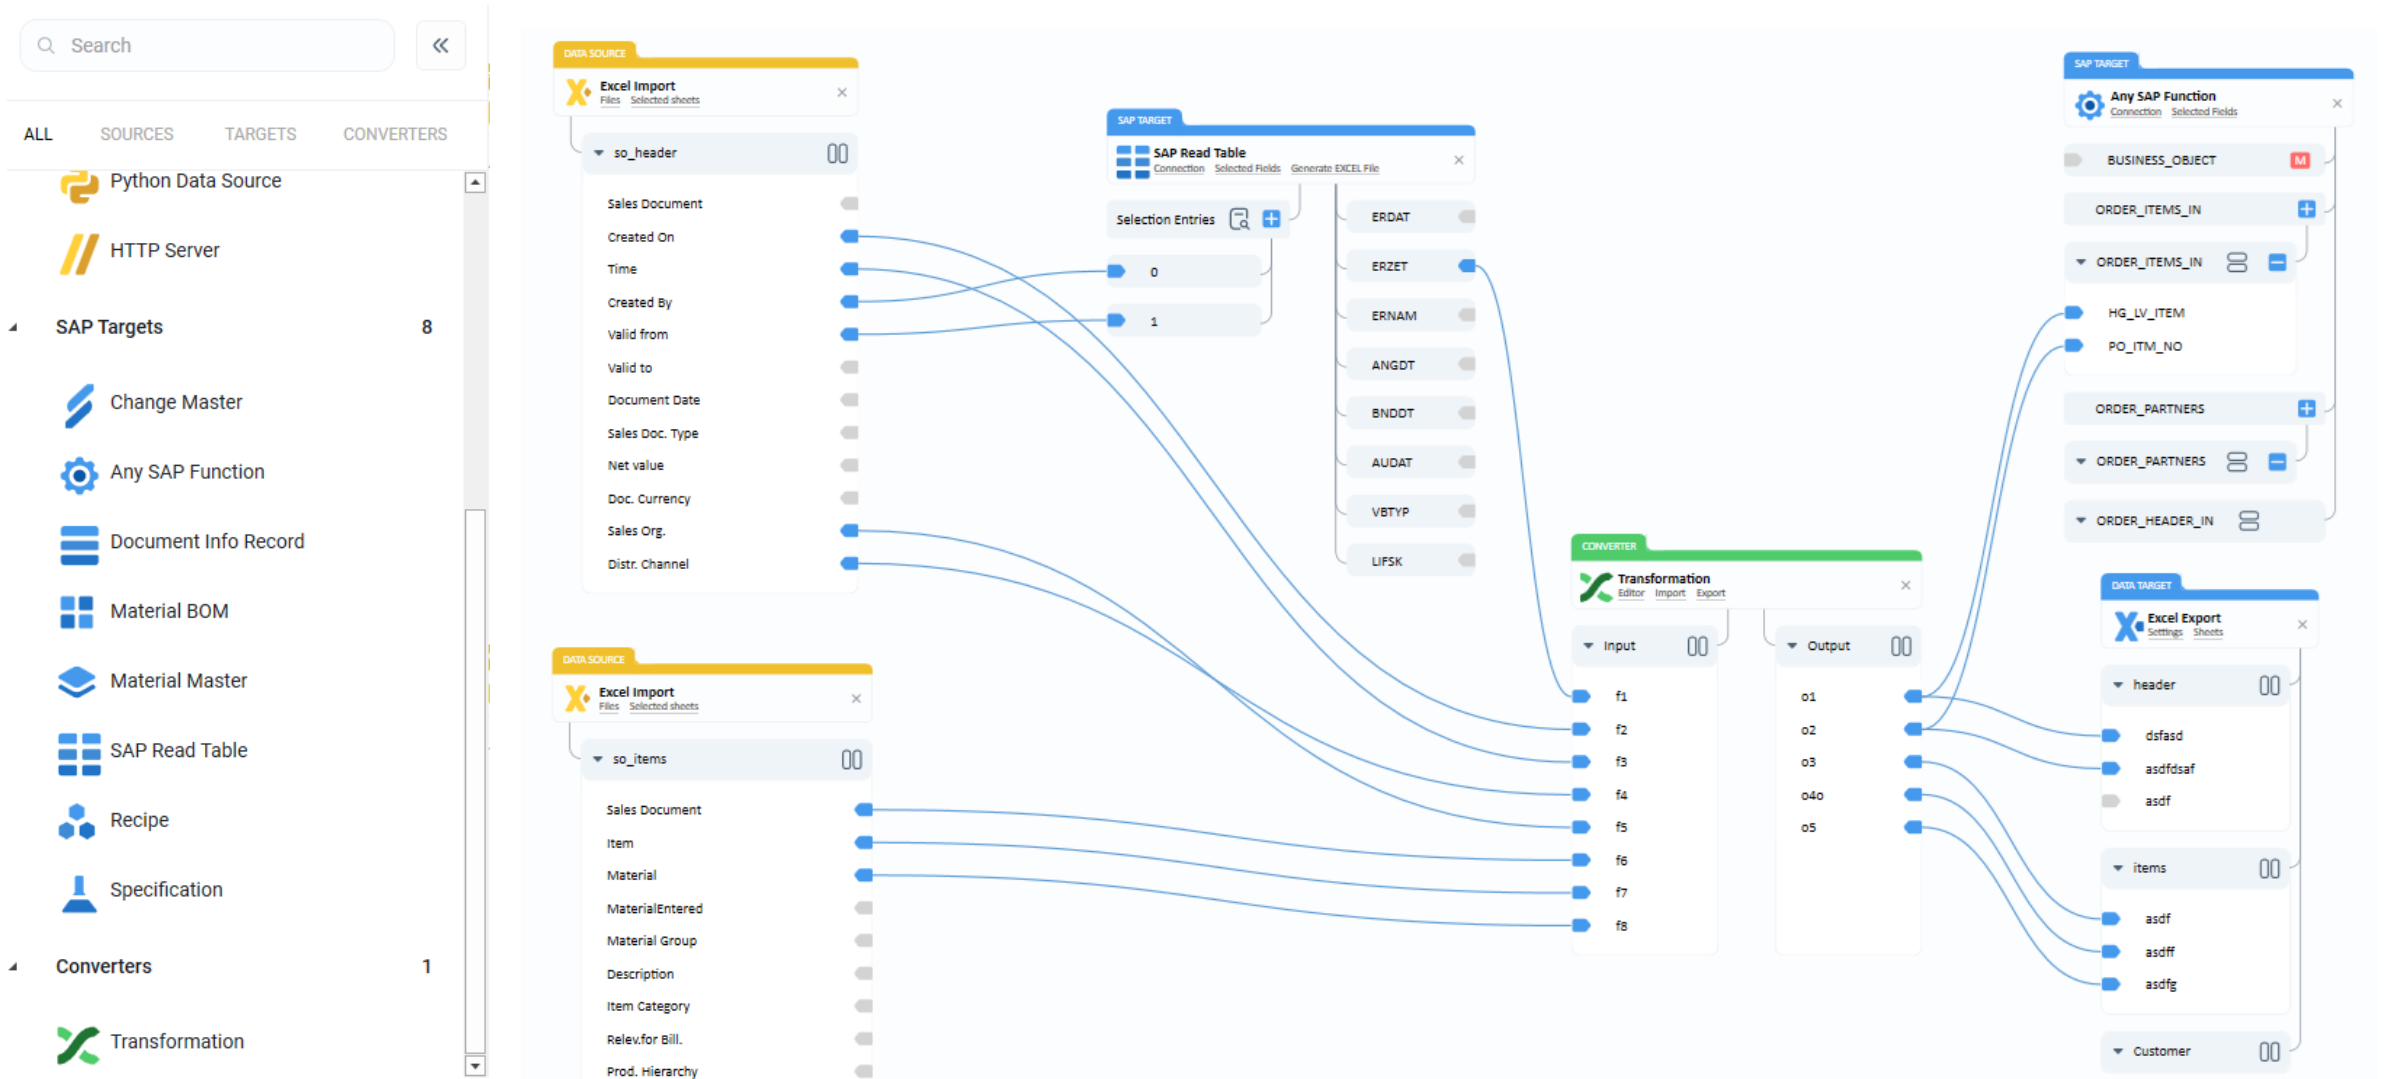 Search
ALL SOURCES TARGETS CONVERTERS
Python Data Source
HTTP Server
SAP Targets 8
Change Master
Any SAP Function
Document Info Record
Material BOM
Material Master
SAP Read Table
Recipe
Specification
Converters 1
Transformation
DATA SOURCE
Excel Import
Files Selected sheets
so_header
Sales Document
Created On
Time
Created By
Valid from
Valid to
Document Date
Sales Doc. Type
Net value
Doc. Currency
Sales Org.
Distr. Channel
DATA SOURCE
Excel Import
Files Selected sheets
so_items
Sales Document
Item
Material
MaterialEntered
Material Group
Description
Item Category
Relev.for Bill.
Prod. Hierarchy
SAP TARGET
SAP Read Table
Connection Selected Fields Generate EXCEL File
Selection Entries
0
1
ERDAT
ERZET
ERNAM
ANGDT
BNDDT
AUDAT
VBTYP
LIFSK
CONVERTER
Transformation
Editor Import Export
Input
f1
f2
f3
f4
f5
f6
f7
f8
Output
o1
o2
o3
o4o
o5
SAP TARGET
Any SAP Function
Connection Selected Fields
BUSINESS_OBJECT M
ORDER_ITEMS_IN
ORDER_ITEMS_IN
HG_LV_ITEM
PO_ITM_NO
ORDER_PARTNERS
ORDER_PARTNERS
ORDER_HEADER_IN
DATA TARGET
Excel Export
Settings Sheets
header
dsfasd
asdfdsaf
asdf
items
asdf
asdff
asdfg
Customer